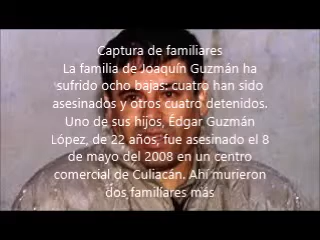 Captura de familiares
La familia de Joaquín Guzmán ha
sufrido ocho bajas: cuatro han sido
asesinados y otros cuatro detenidos.
Uno de sus hijos, Édgar Guzmán
López, de 22 años, fue asesinado el 8
de mayo del 2008 en un centro
comercial de Culiacán. Ahí murieron
dos familiares más